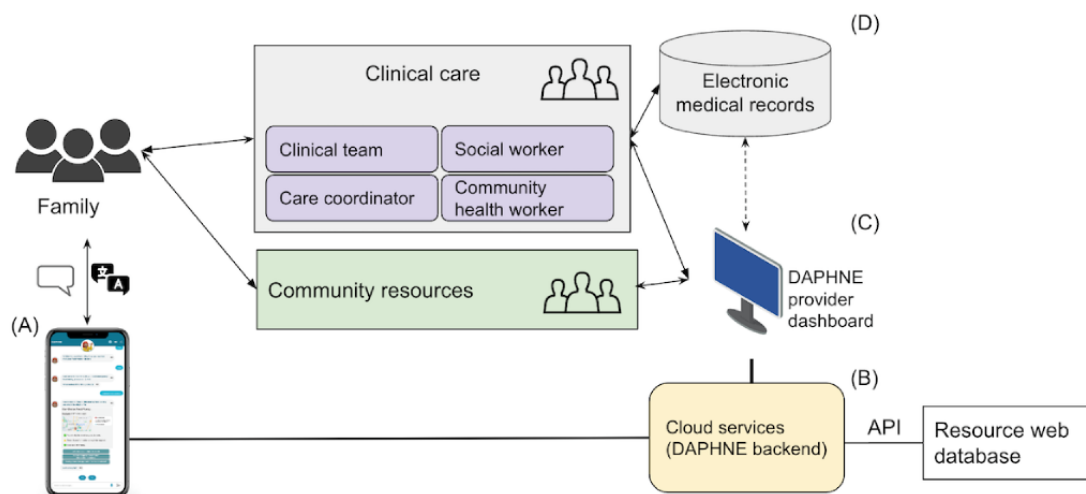 (D)
Clinical care
Electronic
medical records
Clinical team
Social worker
Care coordinator
Community
health worker
Family
(C)
DAPHNE
provider
dashboard
Community resources
文
A
(A)
(B)
Cloud services
(DAPHNE backend)
API
Resource web
database